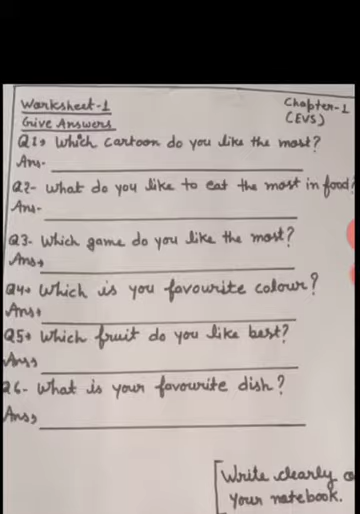 Worksheet-1
Chapter-1
Give Answers
(EVS)
Q1→ Which cartoon do you like the most?
Ans-
Q2- What do you like to eat the most in food?
Ans-
Q3- Which game do you like the most?
Ans→
Q4→ Which is you favourite colour?
Ans→
Q5→ Which fruit do you like best?
Ans→
Q6- What is your favourite dish?
Ans→
Write clearly
your notebook.